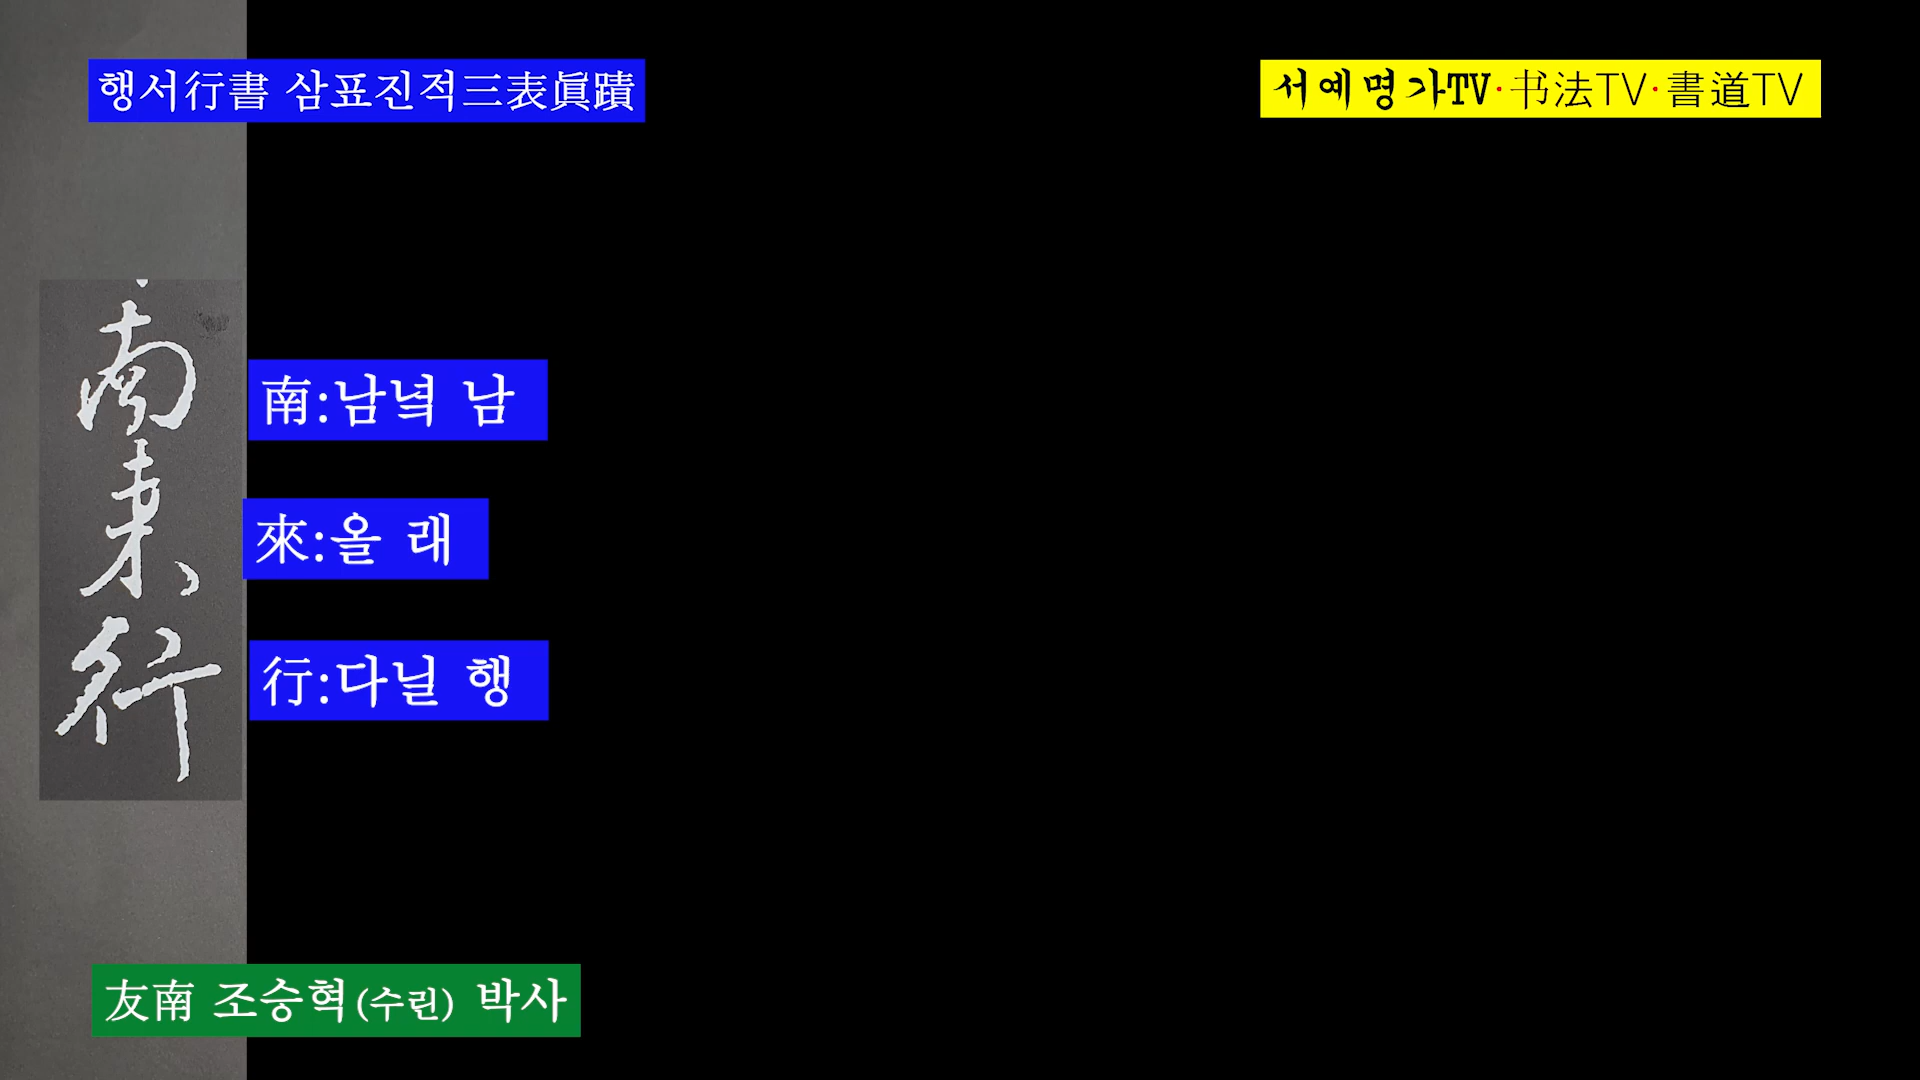 행서行書 삼표진적三表眞蹟
서예명가TV·书法TV·書道TV
南来行
南:남녘 남
來:올 래
行:다닐 행
友南 조승혁(수린) 박사